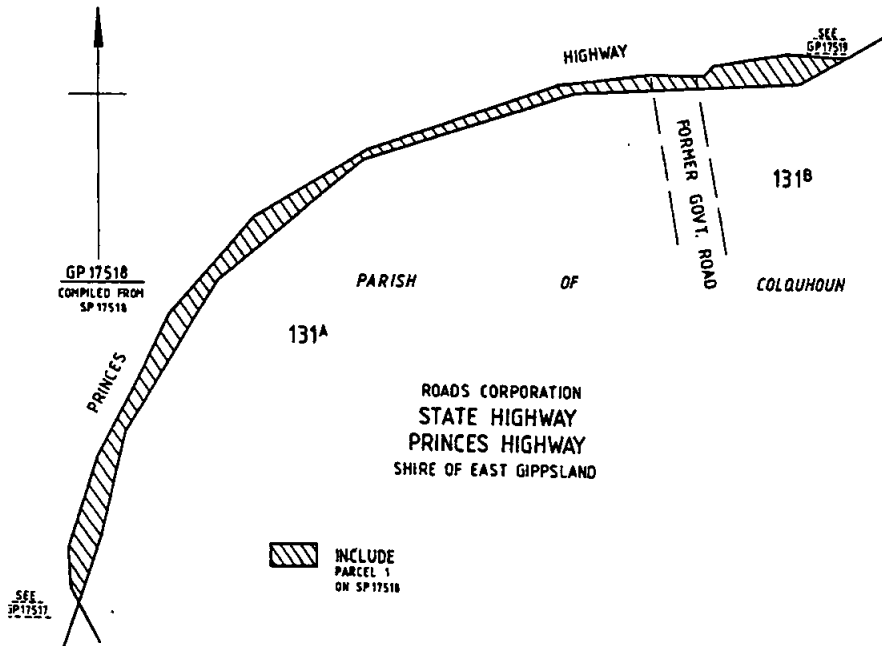 SEE
GP17519
HIGHWAY
FORMER GOVT. ROAD
131B
GP 17518
COMPILED FROM
SP 17518
PARISH OF COLQUHOUN
131A
PRINCES
ROADS CORPORATION
STATE HIGHWAY
PRINCES HIGHWAY
SHIRE OF EAST GIPPSLAND
INCLUDE
PARCEL 1
ON SP17518
SEE
GP17517